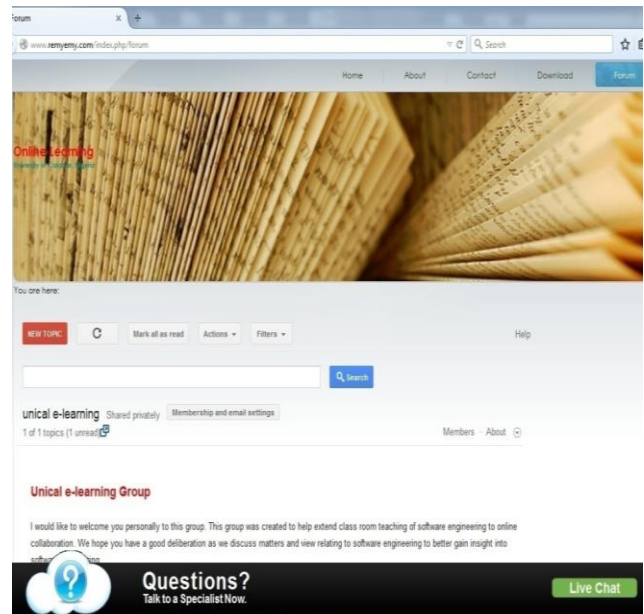 Forum x +
www.remyemy.com/index.php/forum Search
Home About Contact Download Forum
Online Learning
You are here:
NEW TOPIC C Mark all as read Actions Filters Help
Search
unical e-learning Shared privately Membership and email settings
1 of 1 topics (1 unread) Members · About
Unical e-learning Group
I would like to welcome you personally to this group. This group was created to help extend class room teaching of software engineering to online
collaboration. We hope you have a good deliberation as we discuss matters and view relating to software engineering to better gain insight into
?
Questions?
Talk to a Specialist Now.
Live Chat